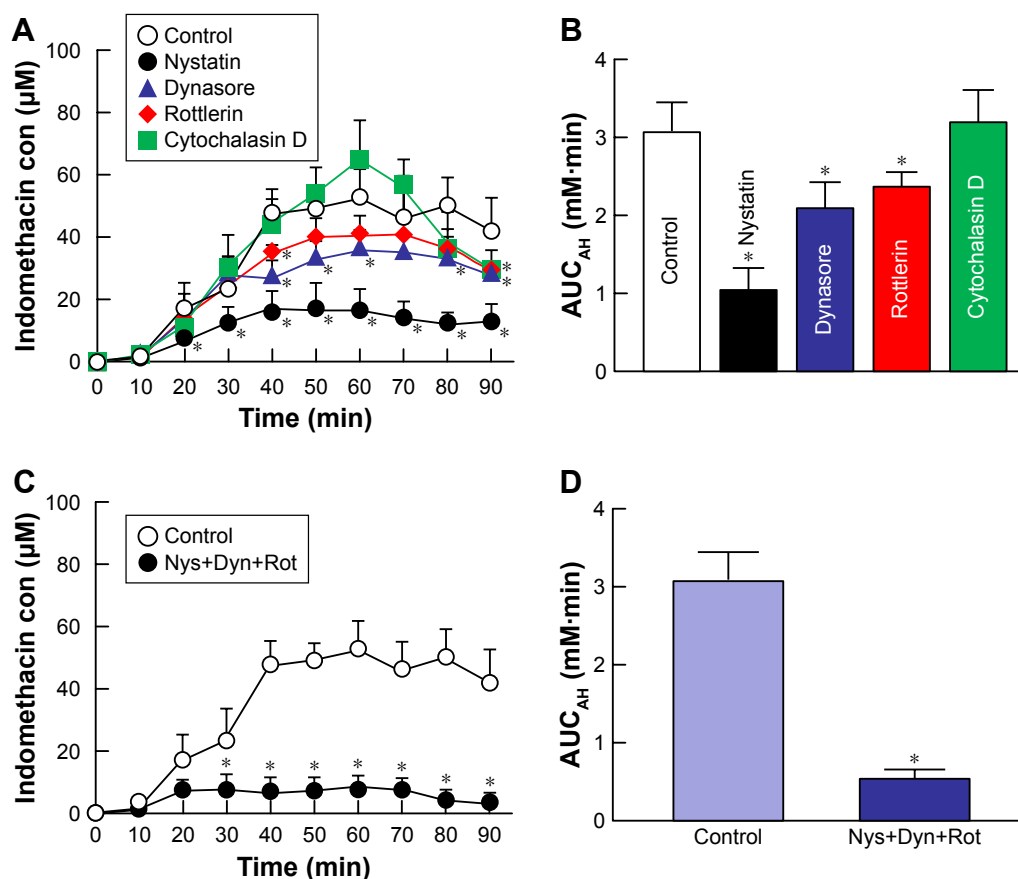 A
Indomethacin con (µM)
100
80
60
40
20
0
Control
Nystatin
Dynasore
Rottlerin
Cytochalasin D
* * * * * * * * * * * * * * * *
0 10 20 30 40 50 60 70 80 90
Time (min)
B
AUC_AH (mM·min)
4
3
2
1
0
Control
* Nystatin
*
Dynasore
*
Rottlerin
Cytochalasin D
C
Indomethacin con (µM)
100
80
60
40
20
0
Control
Nys+Dyn+Rot
* * * * * * *
0 10 20 30 40 50 60 70 80 90
Time (min)
D
AUC_AH (mM·min)
4
3
2
1
0
*
Control Nys+Dyn+Rot